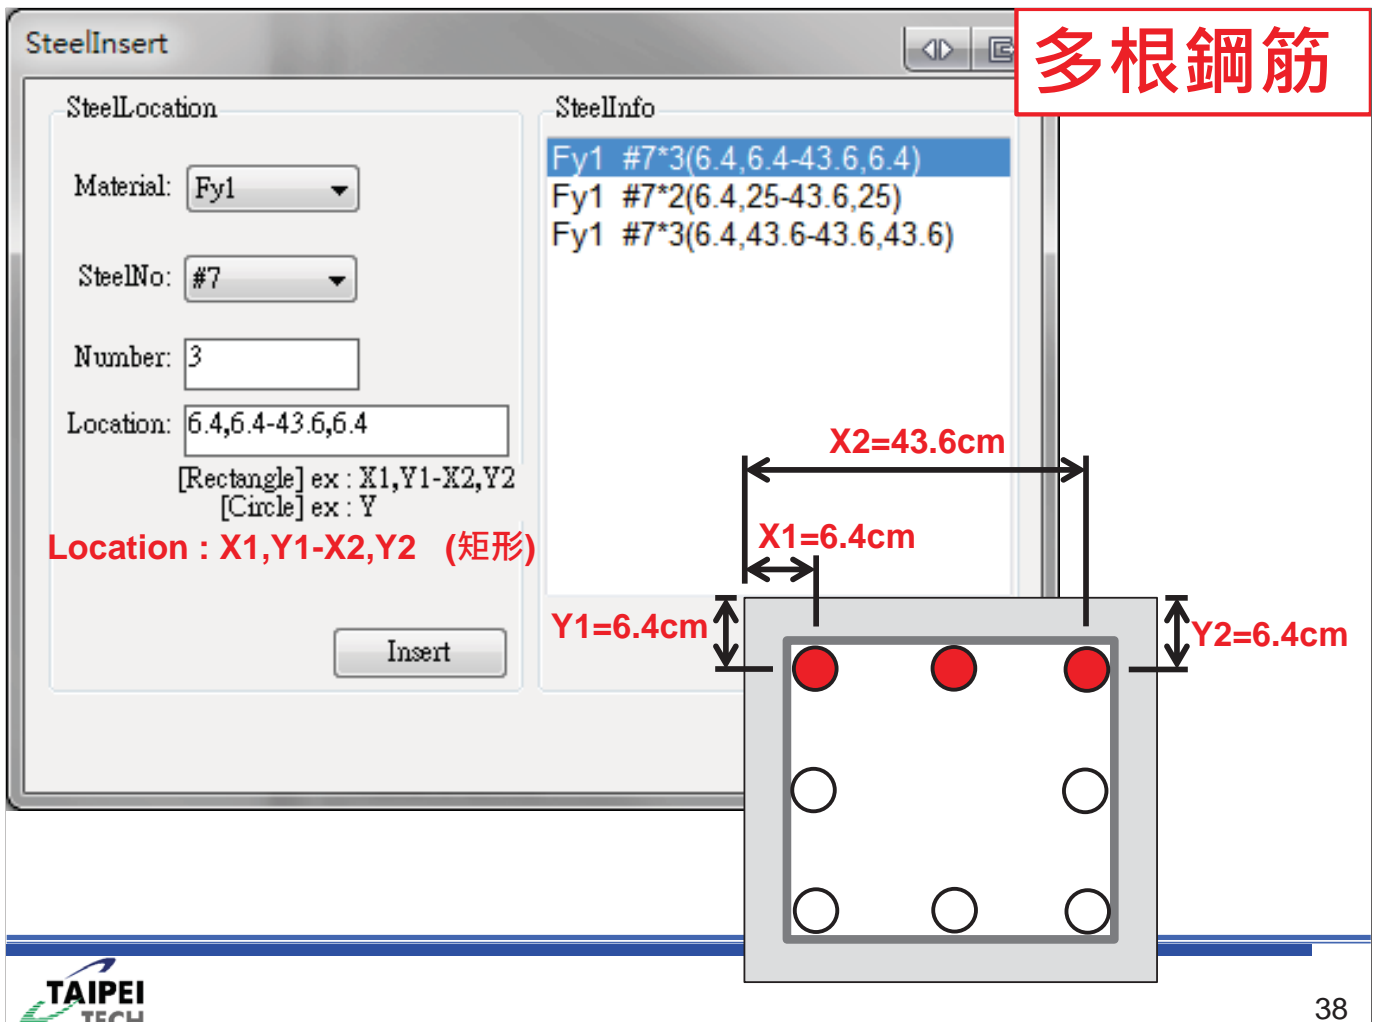 SteelInsert
多根鋼筋
SteelLocation
Material: Fy1
SteelNo: #7
Number: 3
Location: 6.4,6.4-43.6,6.4
[Rectangle] ex : X1,Y1-X2,Y2
[Circle] ex : Y
Location : X1,Y1-X2,Y2 (矩形)
Insert
SteelInfo
Fy1 #7*3(6.4,6.4-43.6,6.4)
Fy1 #7*2(6.4,25-43.6,25)
Fy1 #7*3(6.4,43.6-43.6,43.6)
X2=43.6cm
X1=6.4cm
Y1=6.4cm
Y2=6.4cm
TAIPEI
TECH
38